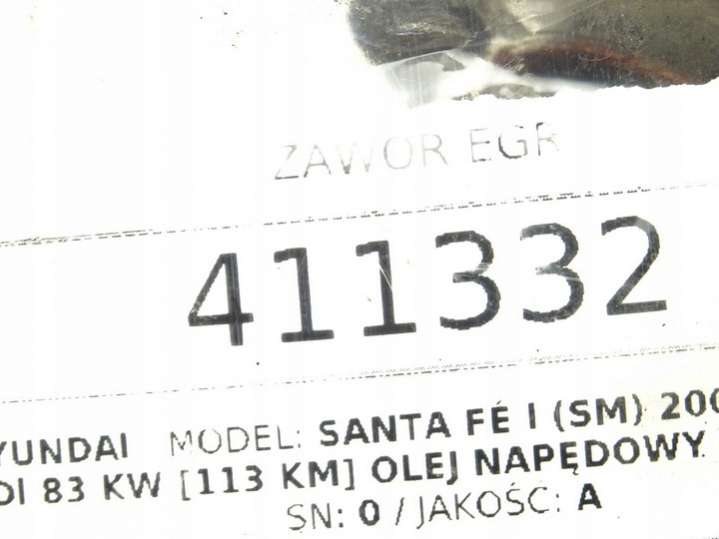 ZAWOR EGR
411332
YUNDAI MODEL: SANTA FÉ I (SM) 200
DI 83 KW [113 KM] OLEJ NAPĘDOWY
SN: 0 / JAKOŚĆ: A